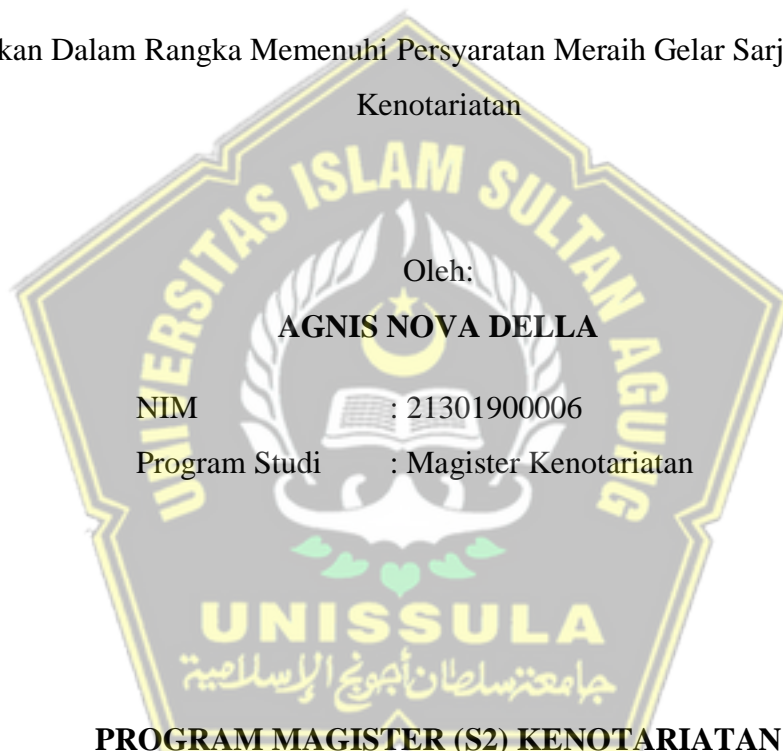 kan Dalam Rangka Memenuhi Persyaratan Meraih Gelar Sarj
Kenotariatan
UNIVERSITAS ISLAM SULTAN AGUNG
Oleh:
AGNIS NOVA DELLA
NIM : 21301900006
Program Studi : Magister Kenotariatan
UNISSULA
جامعة سلطان أجونج الإسلامية
PROGRAM MAGISTER (S2) KENOTARIATAN